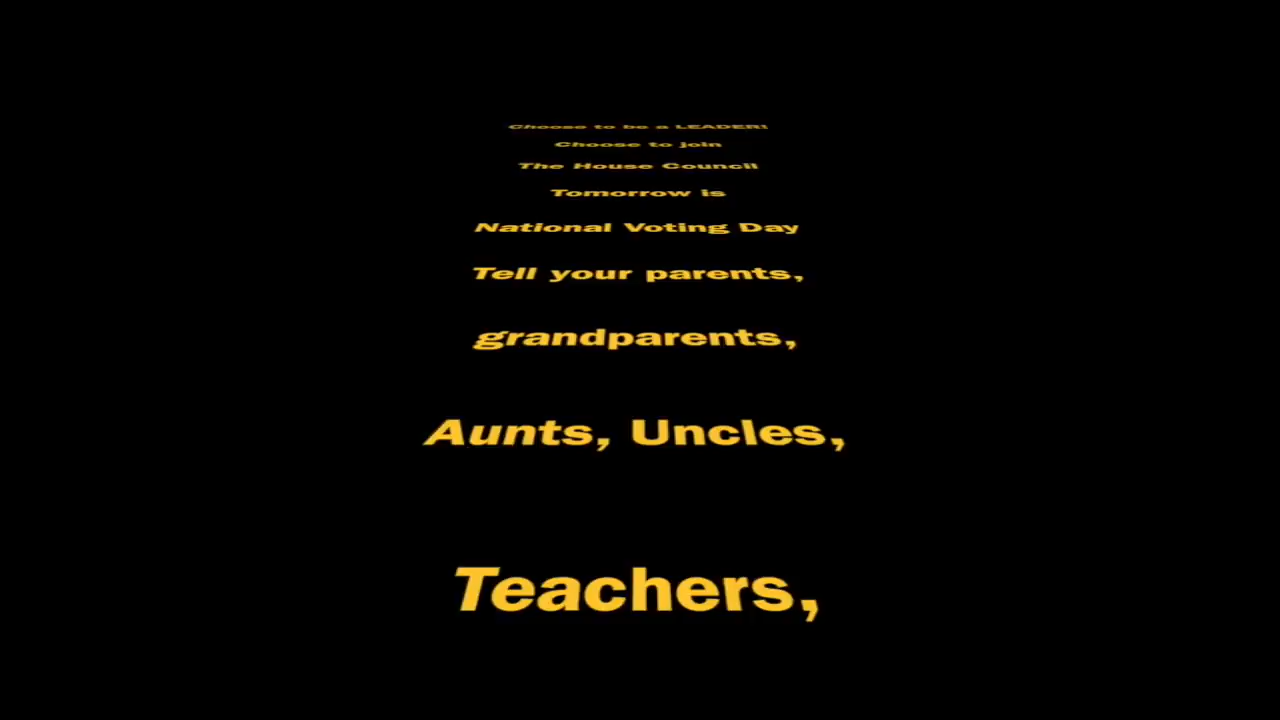 Choose to be a LEADER!
Choose to join
The House Council
Tomorrow is
National Voting Day
Tell your parents,
grandparents,
Aunts, Uncles,
Teachers,